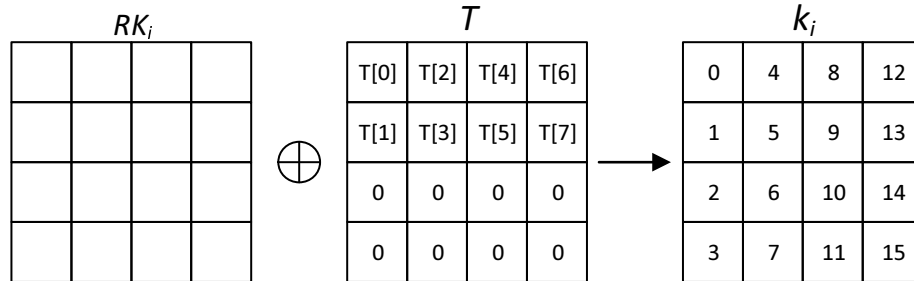 RKi T ki
T[0] T[2] T[4] T[6] 0 4 8 12
T[1] T[3] T[5] T[7] 1 5 9 13
0 0 0 0 2 6 10 14
0 0 0 0 3 7 11 15